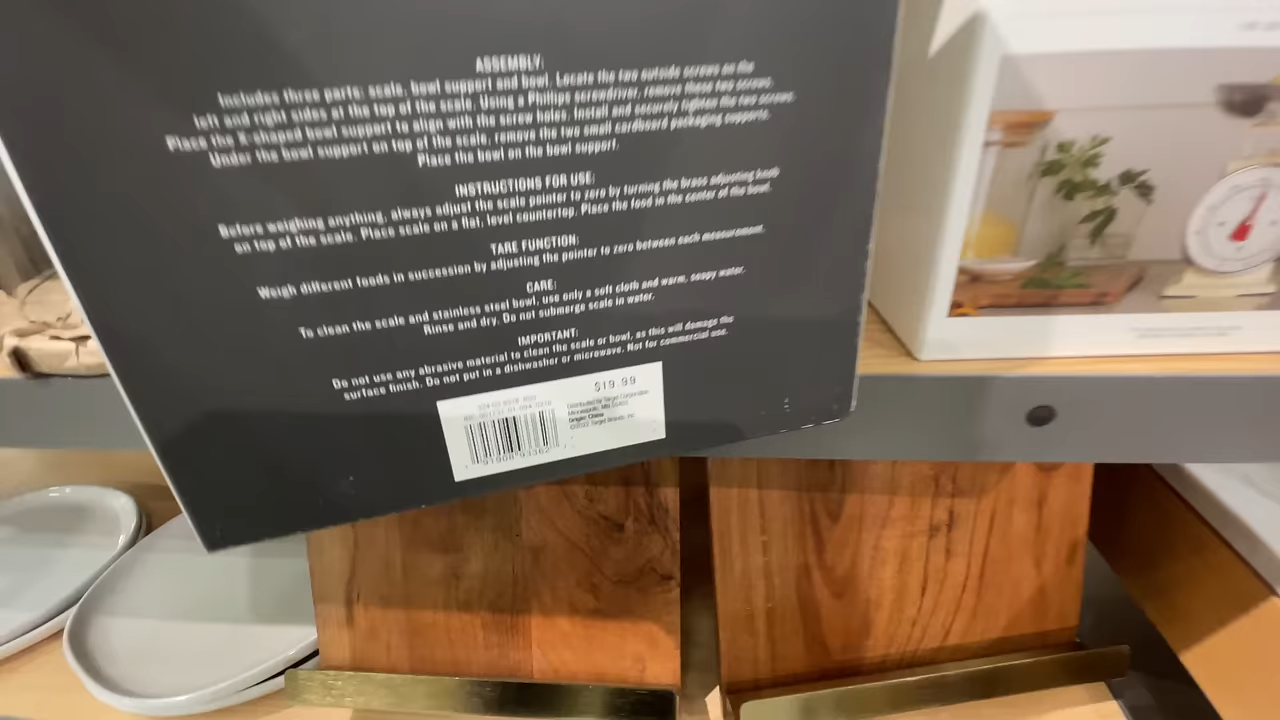 ASSEMBLY:
Includes three parts: scale, bowl support and bowl. Locate the two outside screws on the
left and right sides at the top of the scale. Using a Phillips screwdriver, remove these two screws.
Place the X-shaped bowl support to align with the screw holes. Install and securely tighten the two screws.
Under the bowl support on top of the scale, remove the two small cardboard packaging supports.
Place the bowl on the bowl support.
INSTRUCTIONS FOR USE:
Before weighing anything, always adjust the scale pointer to zero by turning the brass adjusting knob
on top of the scale. Place scale on a flat, level countertop. Place the food in the center of the bowl.
TARE FUNCTION:
Weigh different foods in succession by adjusting the pointer to zero between each measurement.
CARE:
To clean the scale and stainless steel bowl, use only a soft cloth and warm, soapy water.
Rinse and dry. Do not submerge scale in water.
IMPORTANT:
Do not use any abrasive material to clean the scale or bowl, as this will damage the
surface finish. Do not put in a dishwasher or microwave. Not for commercial use.
$19.99
Distributed by Target Corporation
Minneapolis, MN 55403
Origin: China
©2022 Target Brands, Inc.